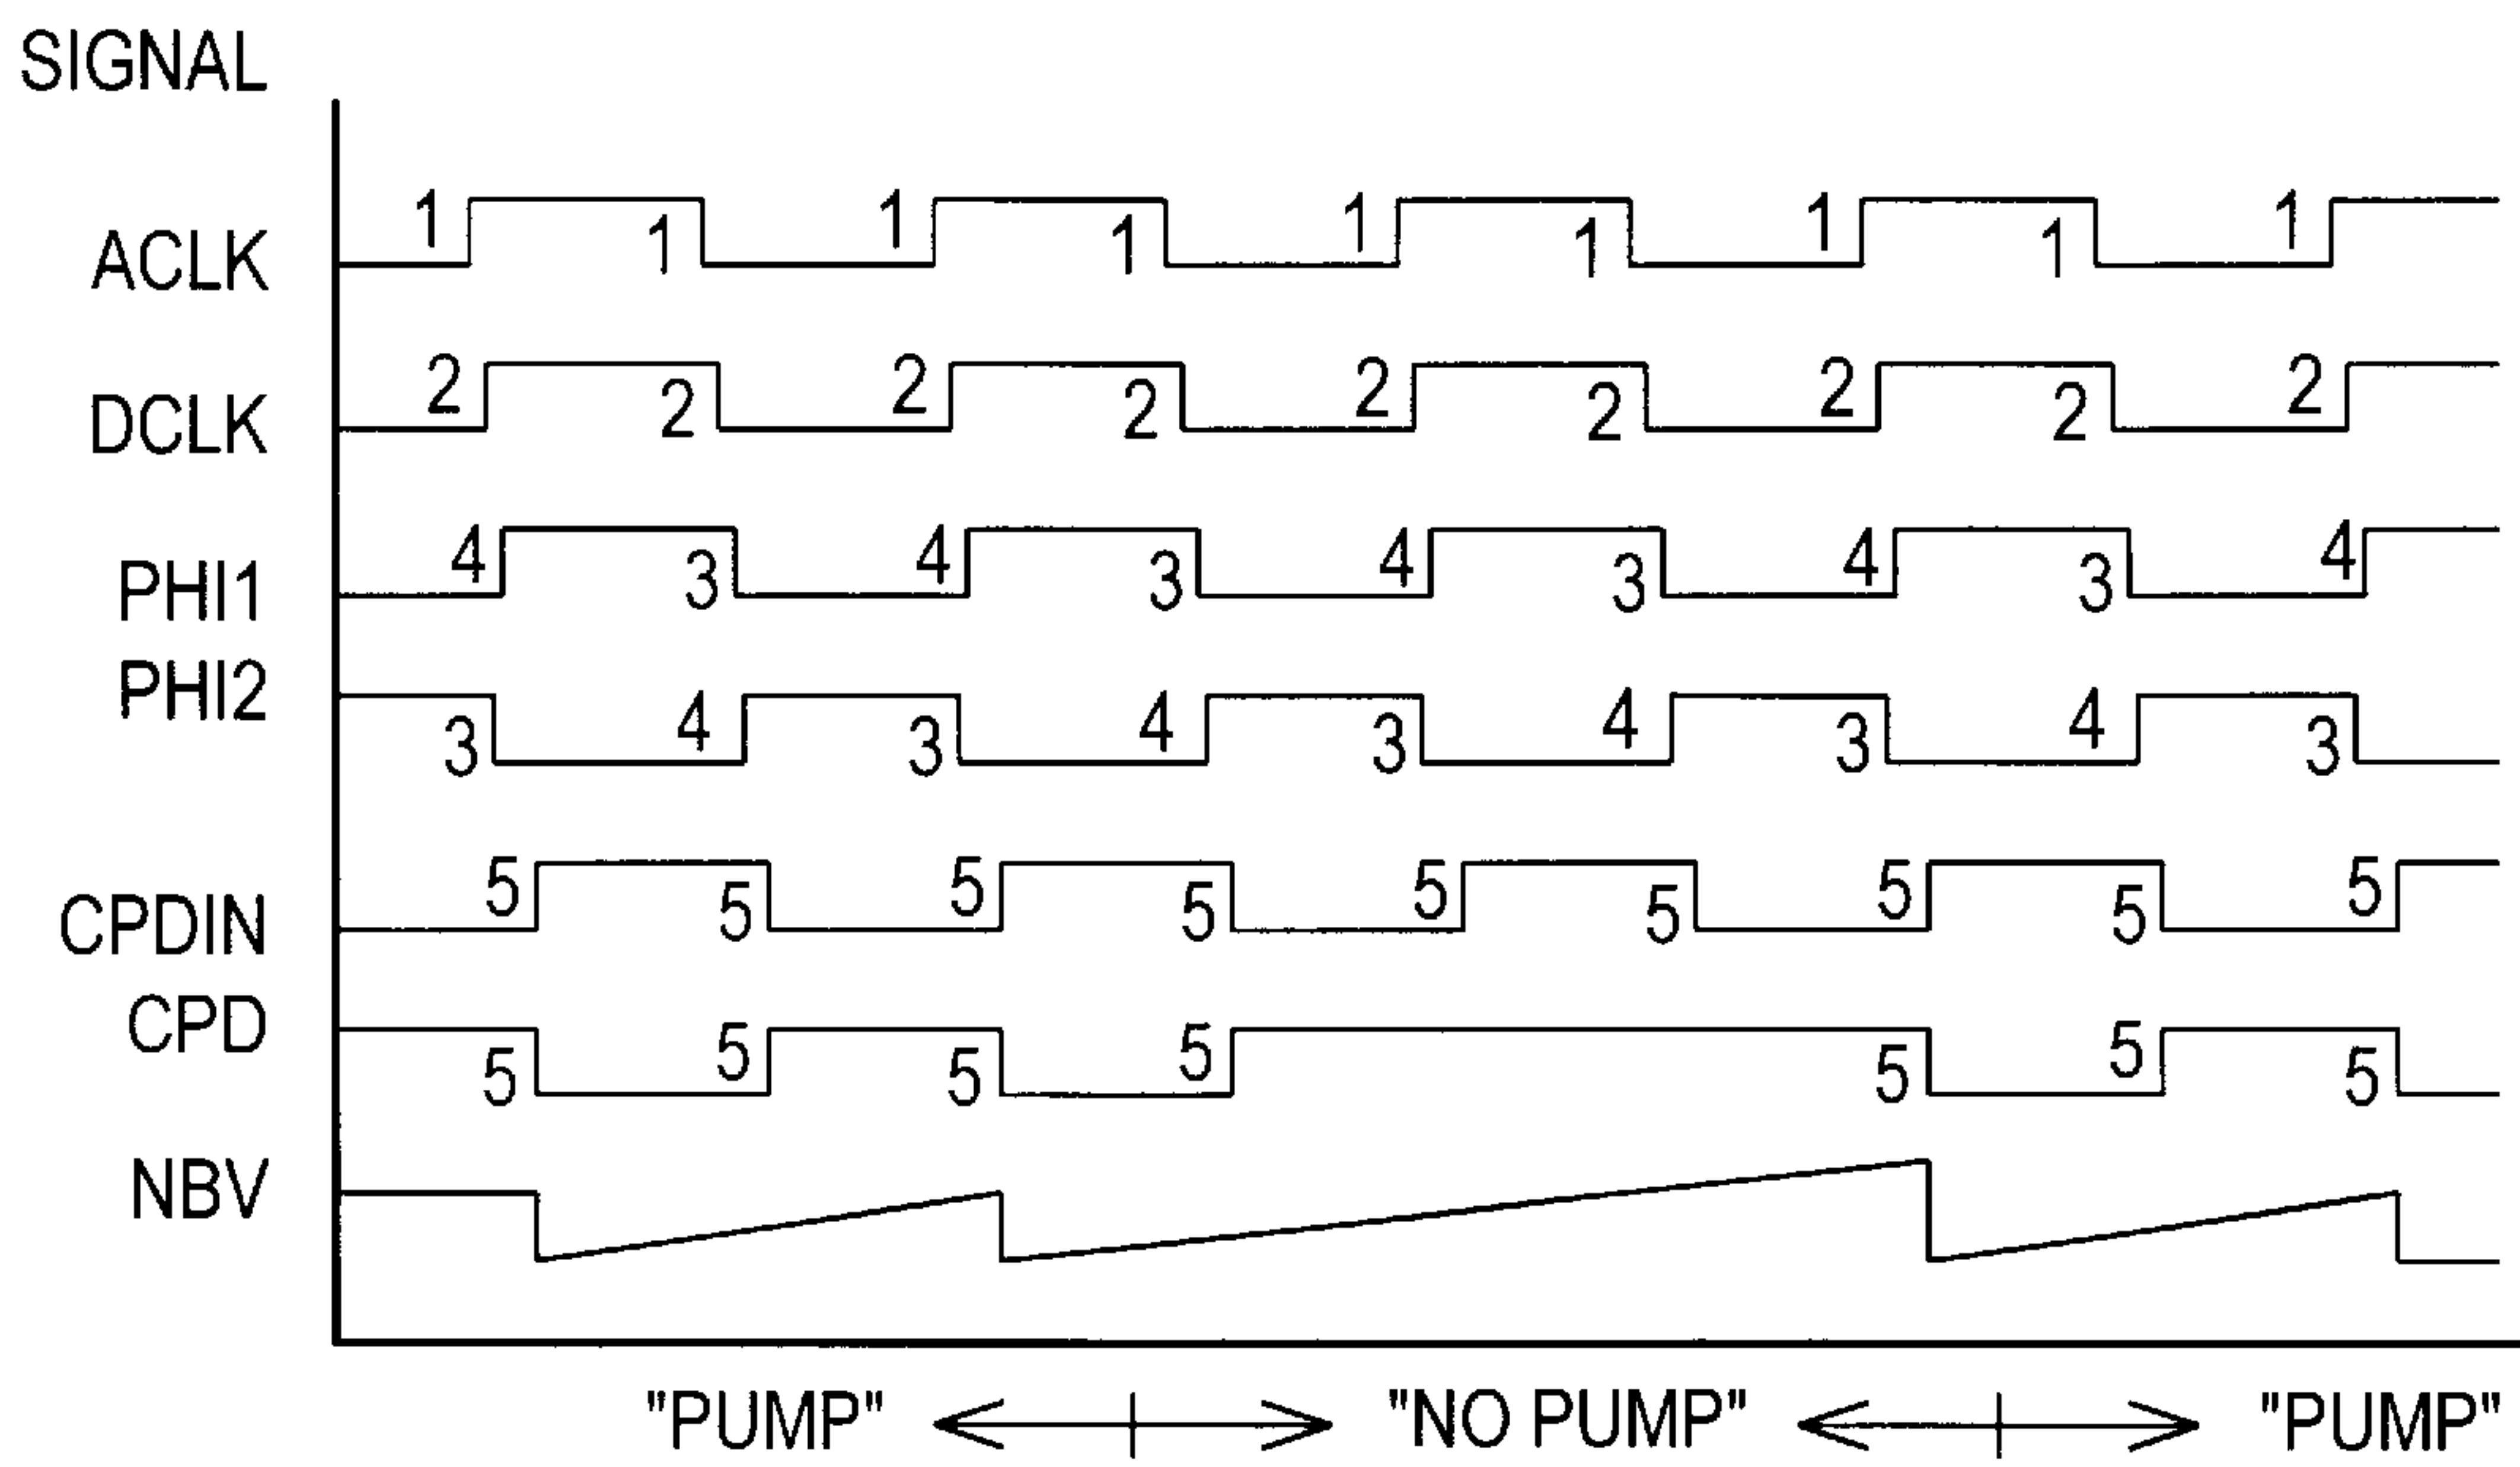 SIGNAL
ACLK 1 1 1 1 1 1 1 1 1
DCLK 2 2 2 2 2 2 2 2 2
PHI1 4 3 4 3 4 3 4 3 4
PHI2 3 4 3 4 3 4 3 4 3
CPDIN 5 5 5 5 5 5 5 5 5
CPD 5 5 5 5 5 5 5
NBV
"PUMP" "NO PUMP" "PUMP"